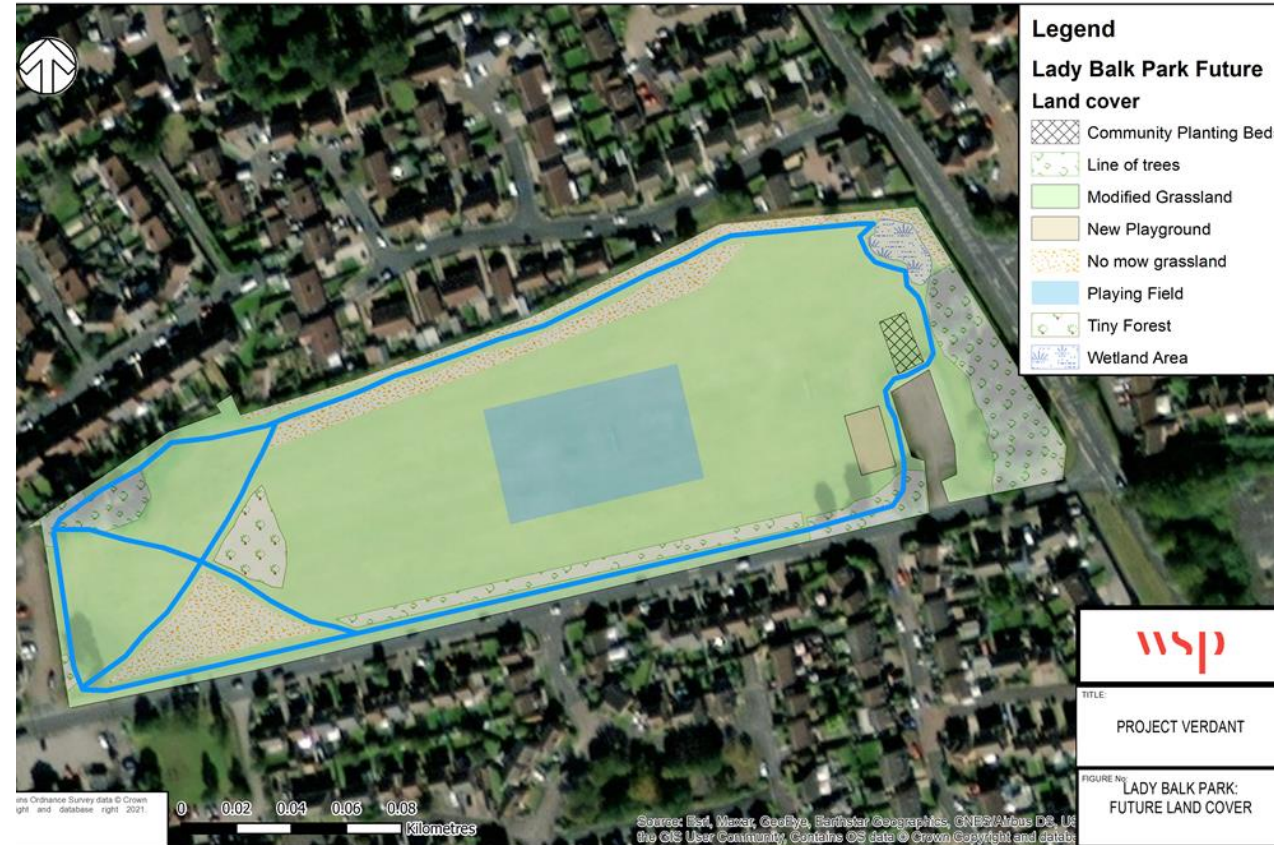 Legend
Lady Balk Park Future
Land cover
Community Planting Bed
Line of trees
Modified Grassland
New Playground
No mow grassland
Playing Field
Tiny Forest
Wetland Area
wsp
TITLE:
PROJECT VERDANT
FIGURE No:
LADY BALK PARK:
FUTURE LAND COVER
ins Ordnance Survey data © Crown
ight and database right 2021.
0 0.02 0.04 0.06 0.08
Kilometres
Source: Esri, Maxar, GeoEye, Earthstar Geographics, CNES/Airbus DS, US
the GIS User Community, Contains OS data © Crown Copyright and databa